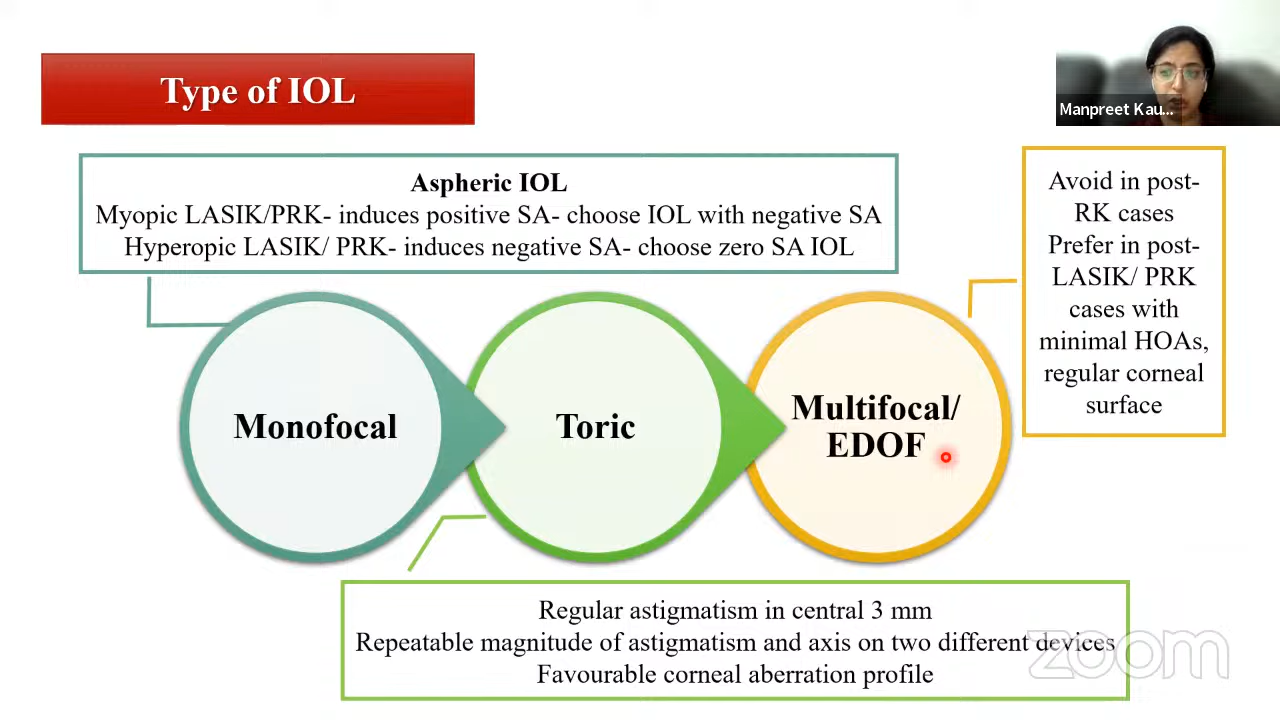 Type of IOL
Manpreet Kau...
Aspheric IOL
Myopic LASIK/PRK- induces positive SA- choose IOL with negative SA
Hyperopic LASIK/ PRK- induces negative SA- choose zero SA IOL
Avoid in post-
RK cases
Prefer in post-
LASIK/ PRK
cases with
minimal HOAs,
regular corneal
surface
Monofocal
Toric
Multifocal/
EDOF
Regular astigmatism in central 3 mm
Repeatable magnitude of astigmatism and axis on two different devices
Favourable corneal aberration profile
zoom